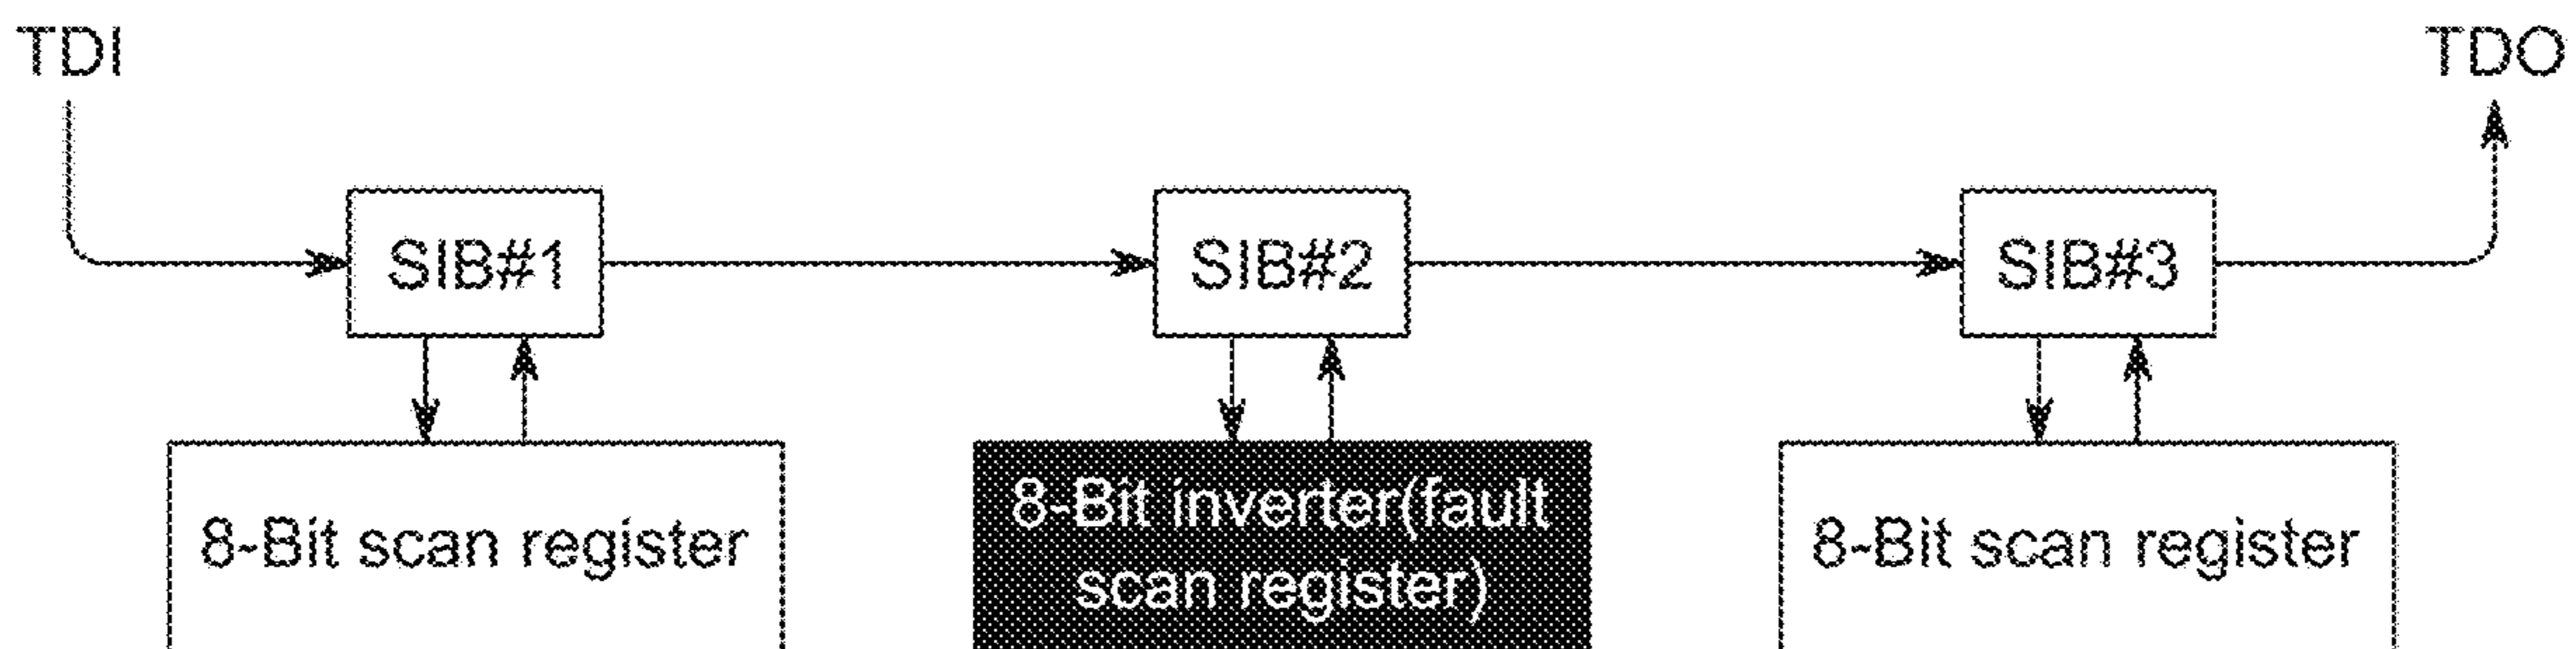 TDI
TDO
SIB#1
SIB#2
SIB#3
8-Bit scan register
8-Bit inverter(fault
scan register)
8-Bit scan register